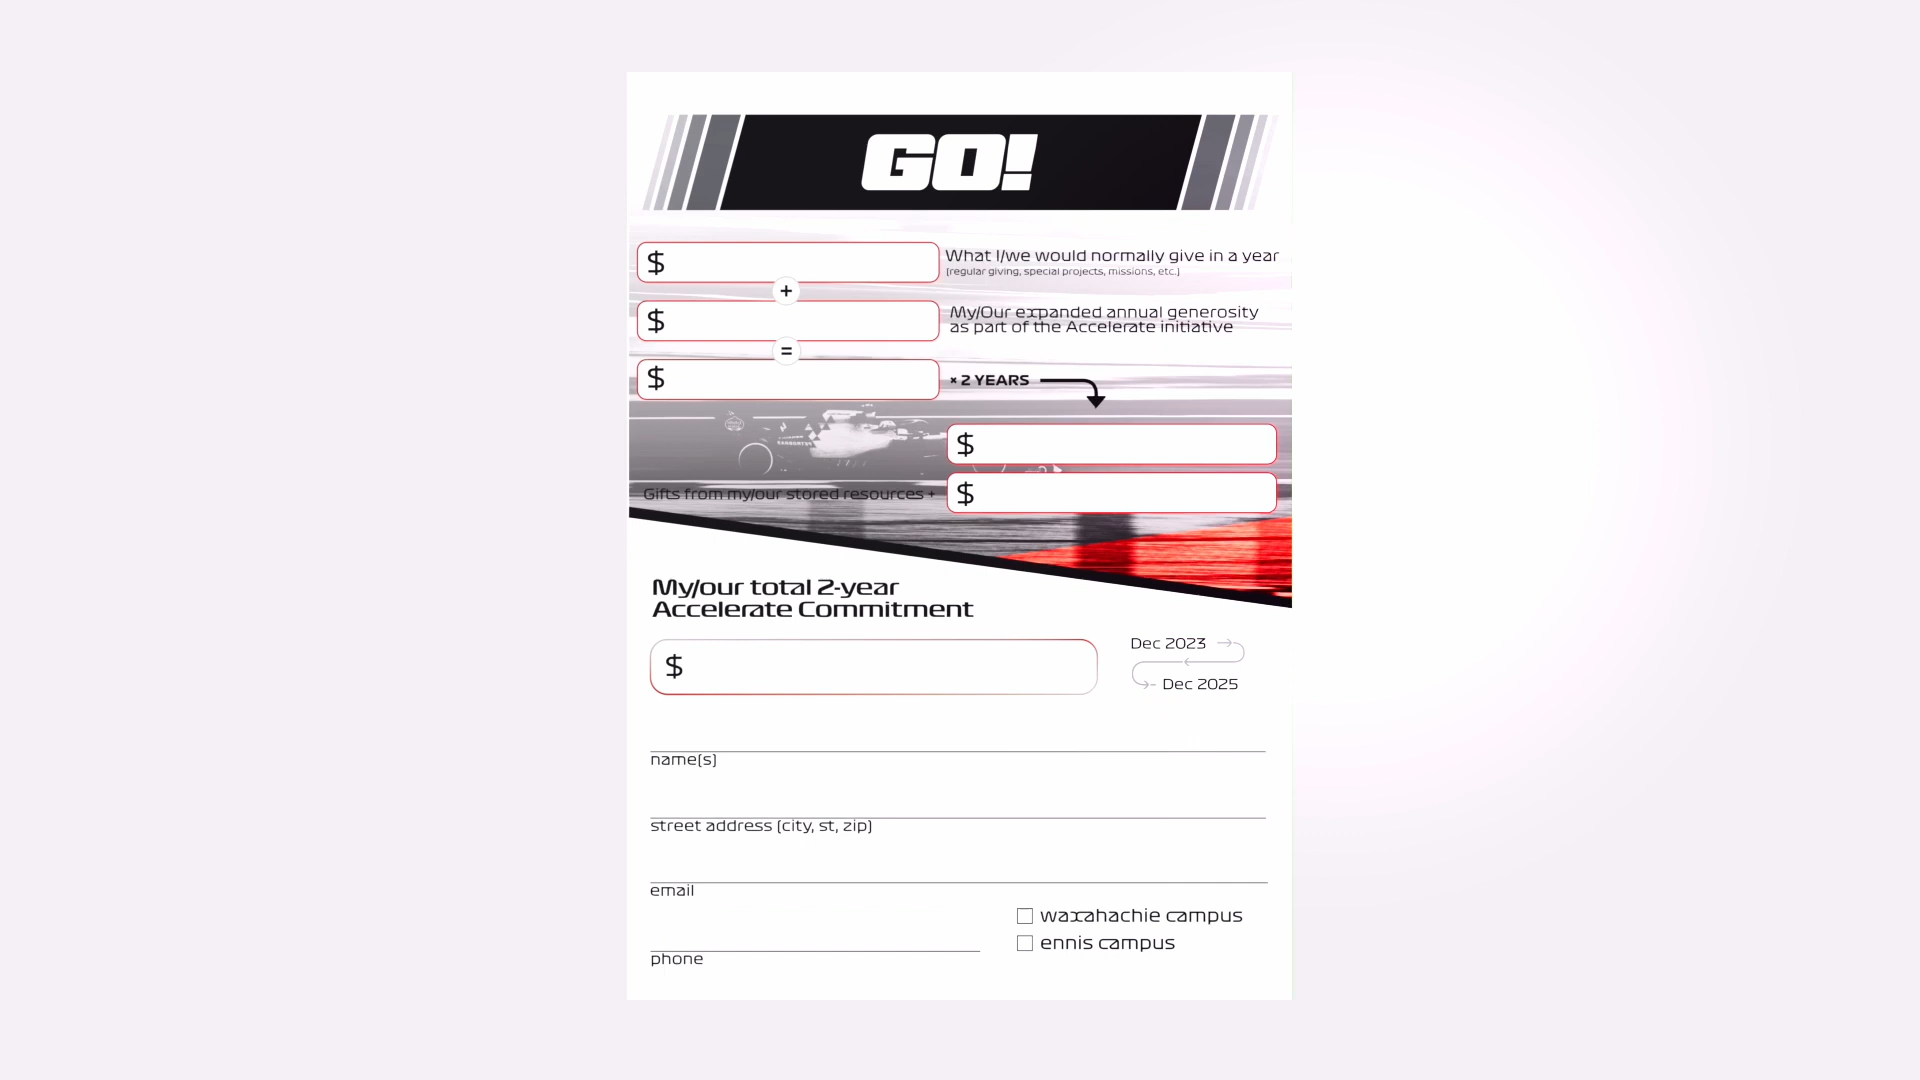 GO!
$
What I/we would normally give in a year
(regular giving, special projects, missions, etc.)
+
$
My/Our expanded annual generosity
as part of the Accelerate initiative
=
$
× 2 YEARS
$
Gifts from my/our stored resources +
$
My/our total 2-year
Accelerate Commitment
$
Dec 2023
Dec 2025
name(s)
street address (city, st, zip)
email
waxahachie campus
ennis campus
phone